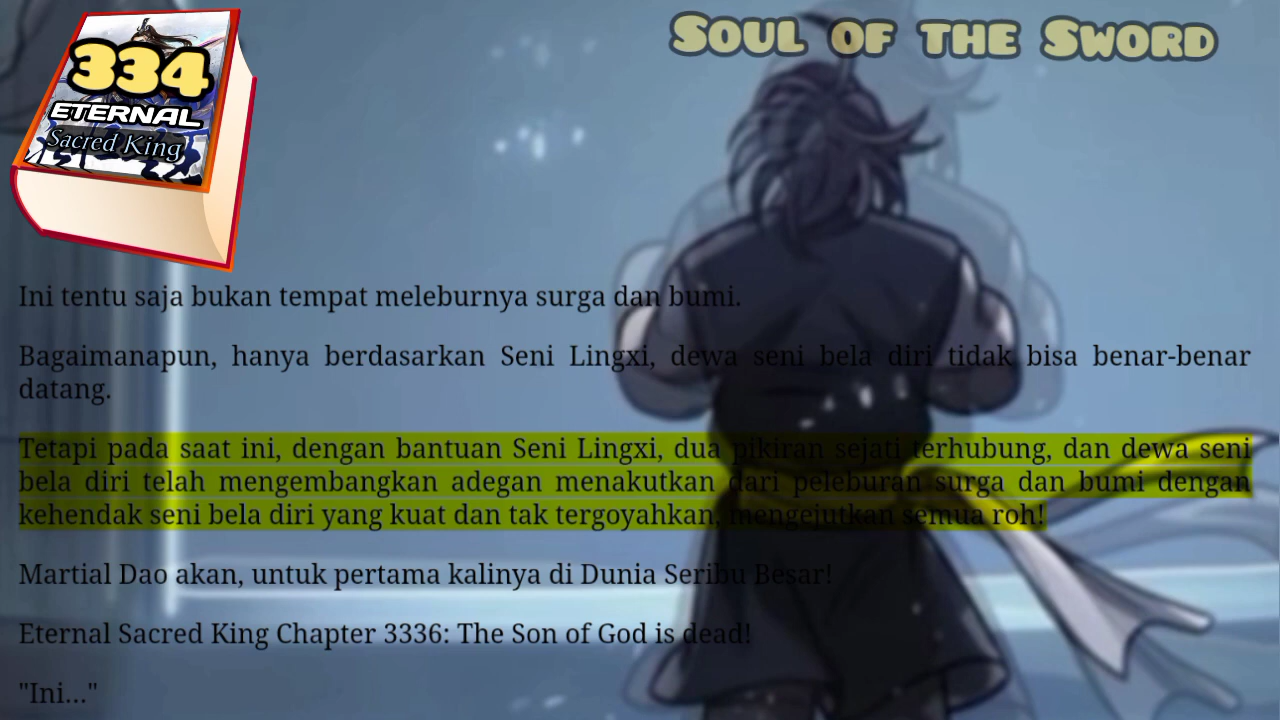 334
ETERNAL
Sacred King
SOUL OF THE SWORD
Ini tentu saja bukan tempat meleburnya surga dan bumi.
Bagaimanapun, hanya berdasarkan Seni Lingxi, dewa seni bela diri tidak bisa benar-benar
datang.
Tetapi pada saat ini, dengan bantuan Seni Lingxi, dua pikiran sejati terhubung, dan dewa seni
bela diri telah mengembangkan adegan menakutkan dari peleburan surga dan bumi dengan
kehendak seni bela diri yang kuat dan tak tergoyahkan, mengejutkan semua roh!
Martial Dao akan, untuk pertama kalinya di Dunia Seribu Besar!
Eternal Sacred King Chapter 3336: The Son of God is dead!
"Ini..."